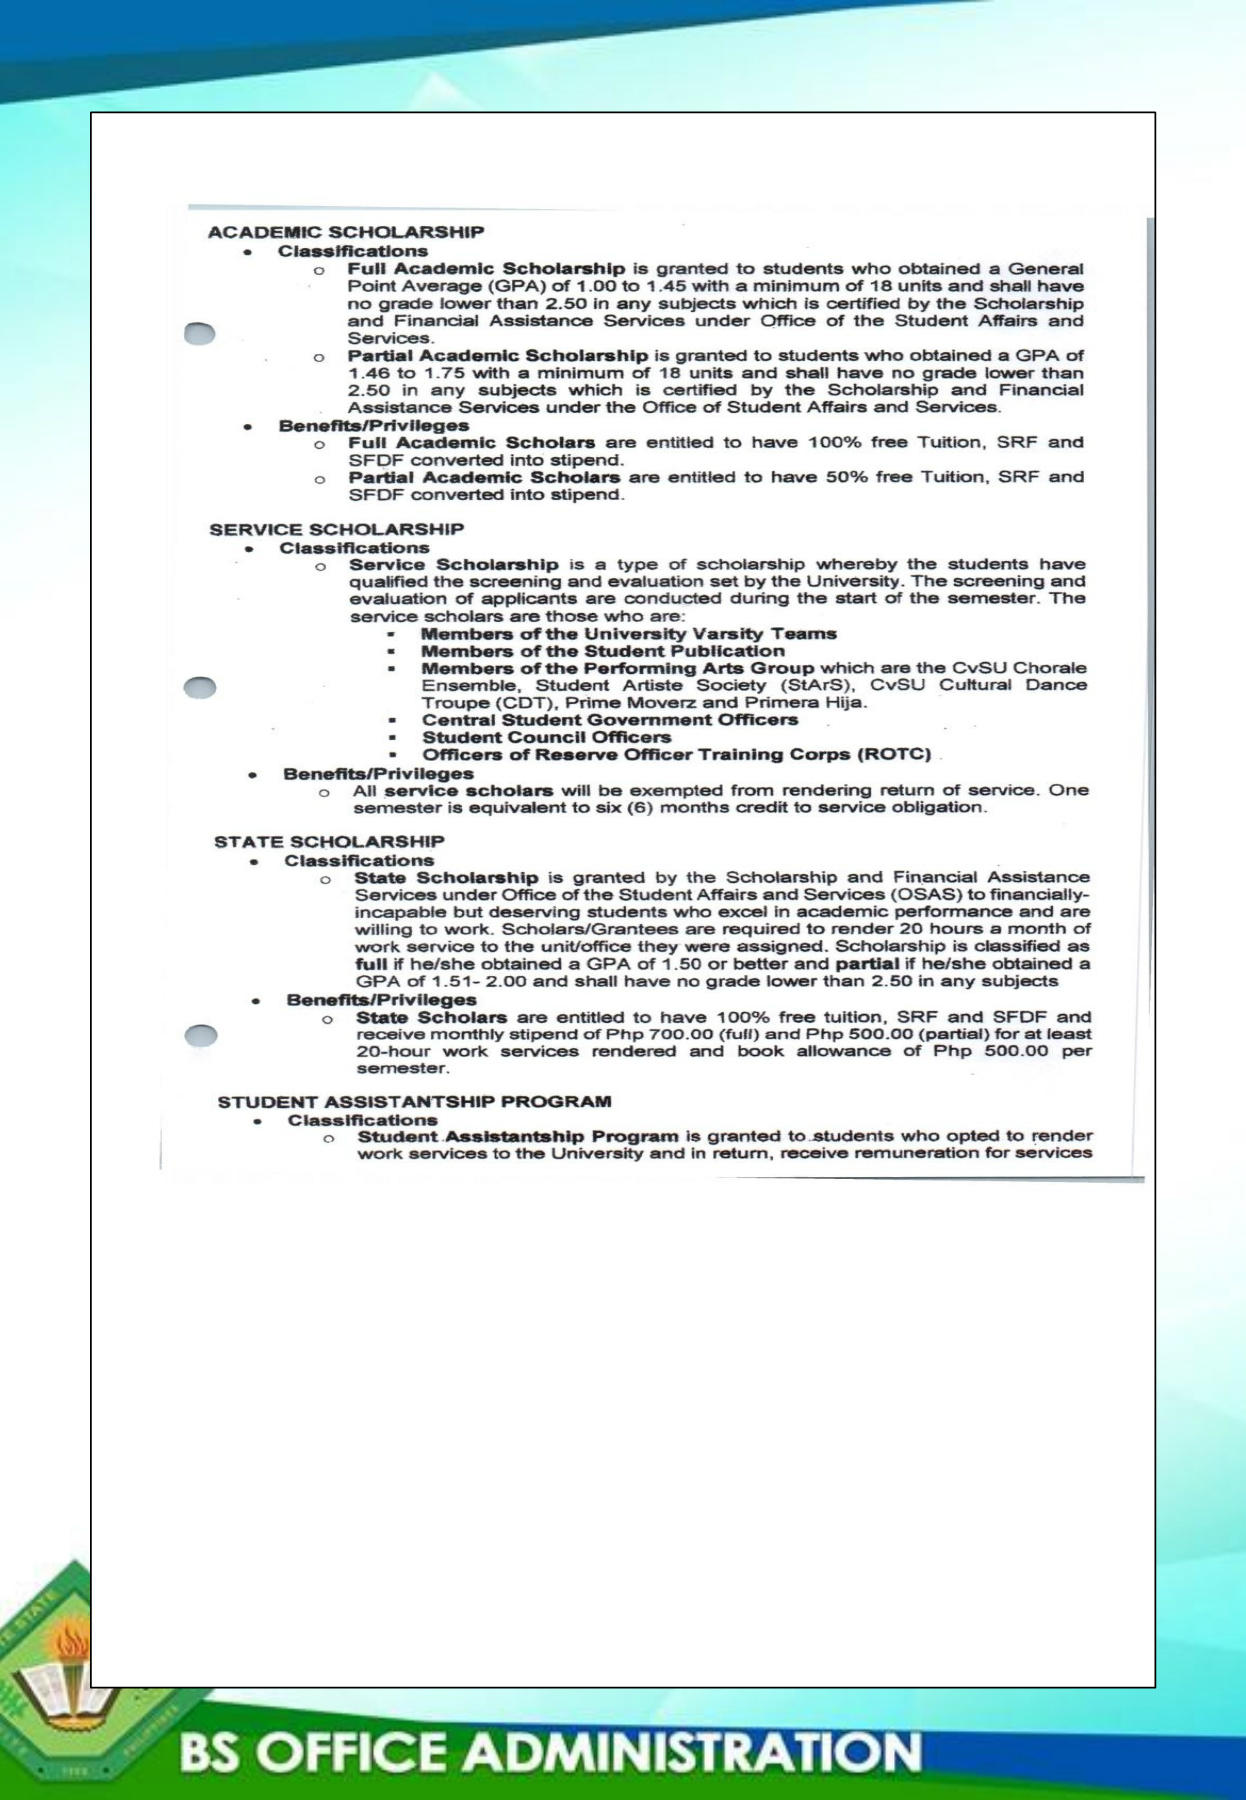 ACADEMIC SCHOLARSHIP
• Classifications
o Full Academic Scholarship is granted to students who obtained a General
Point Average (GPA) of 1.00 to 1.45 with a minimum of 18 units and shall have
no grade lower than 2.50 in any subjects which is certified by the Scholarship
and Financial Assistance Services under Office of the Student Affairs and
Services.
o Partial Academic Scholarship is granted to students who obtained a GPA of
1.46 to 1.75 with a minimum of 18 units and shall have no grade lower than
2.50 in any subjects which is certified by the Scholarship and Financial
Assistance Services under the Office of Student Affairs and Services.
• Benefits/Privileges
o Full Academic Scholars are entitled to have 100% free Tuition, SRF and
SFDF converted into stipend.
o Partial Academic Scholars are entitled to have 50% free Tuition, SRF and
SFDF converted into stipend.
SERVICE SCHOLARSHIP
• Classifications
o Service Scholarship is a type of scholarship whereby the students have
qualified the screening and evaluation set by the University. The screening and
evaluation of applicants are conducted during the start of the semester. The
service scholars are those who are:
▪ Members of the University Varsity Teams
▪ Members of the Student Publication
▪ Members of the Performing Arts Group which are the CvSU Chorale
Ensemble, Student Artiste Society (StArS), CvSU Cultural Dance
Troupe (CDT), Prime Moverz and Primera Hija.
▪ Central Student Government Officers
▪ Student Council Officers
▪ Officers of Reserve Officer Training Corps (ROTC)
• Benefits/Privileges
o All service scholars will be exempted from rendering return of service. One
semester is equivalent to six (6) months credit to service obligation.
STATE SCHOLARSHIP
• Classifications
o State Scholarship is granted by the Scholarship and Financial Assistance
Services under Office of the Student Affairs and Services (OSAS) to financially-
incapable but deserving students who excel in academic performance and are
willing to work. Scholars/Grantees are required to render 20 hours a month of
work service to the unit/office they were assigned. Scholarship is classified as
full if he/she obtained a GPA of 1.50 or better and partial if he/she obtained a
GPA of 1.51- 2.00 and shall have no grade lower than 2.50 in any subjects
• Benefits/Privileges
o State Scholars are entitled to have 100% free tuition, SRF and SFDF and
receive monthly stipend of Php 700.00 (full) and Php 500.00 (partial) for at least
20-hour work services rendered and book allowance of Php 500.00 per
semester.
STUDENT ASSISTANTSHIP PROGRAM
• Classifications
o Student Assistantship Program is granted to students who opted to render
work services to the University and in return, receive remuneration for services
STATE
PHILIPPINES
BS OFFICE ADMINISTRATION